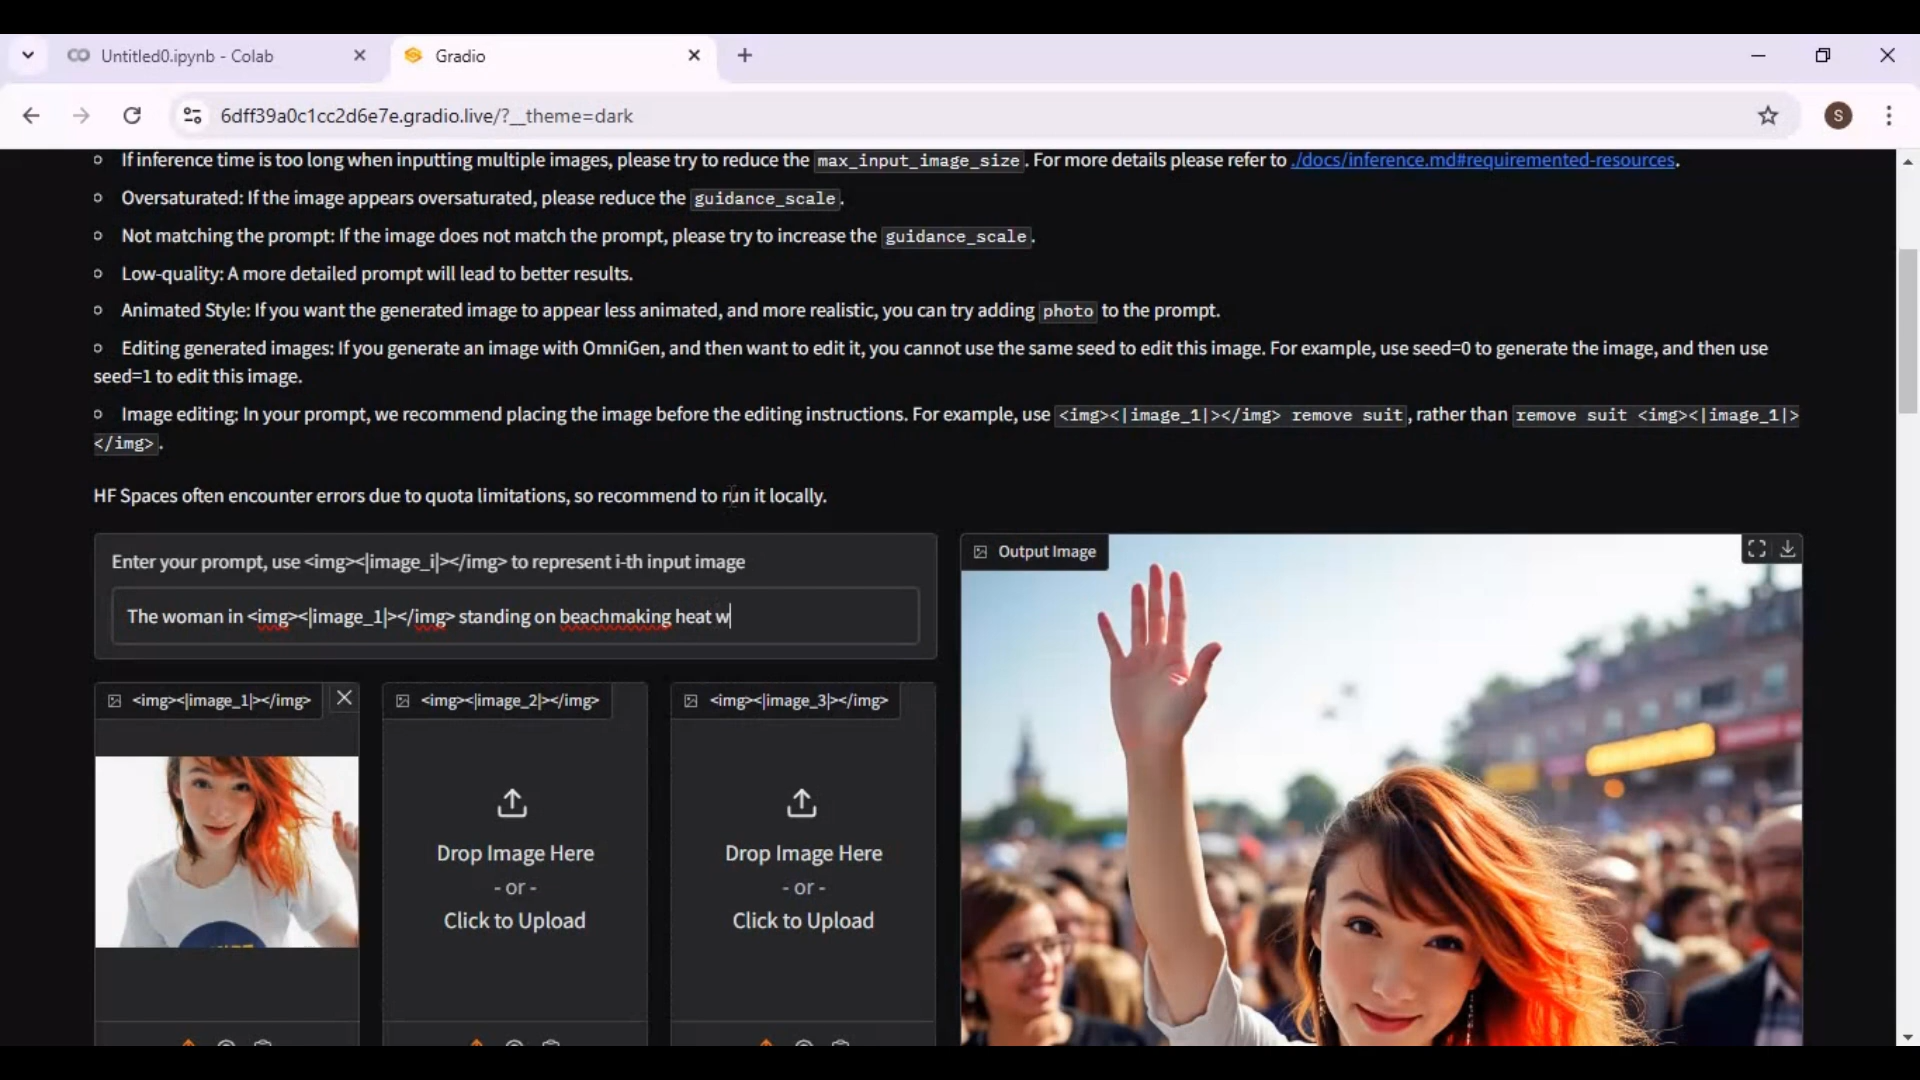 Untitled0.ipynb - Colab
Gradio
6dff39a0c1cc2d6e7e.gradio.live/?__theme=dark
S
If inference time is too long when inputting multiple images, please try to reduce the max_input_image_size. For more details please refer to ./docs/inference.md#requiremented-resources.
Oversaturated: If the image appears oversaturated, please reduce the guidance_scale.
Not matching the prompt: If the image does not match the prompt, please try to increase the guidance_scale.
Low-quality: A more detailed prompt will lead to better results.
Animated Style: If you want the generated image to appear less animated, and more realistic, you can try adding photo to the prompt.
Editing generated images: If you generate an image with OmniGen, and then want to edit it, you cannot use the same seed to edit this image. For example, use seed=0 to generate the image, and then use
seed=1 to edit this image.
Image editing: In your prompt, we recommend placing the image before the editing instructions. For example, use <img><|image_1|></img> remove suit, rather than remove suit <img><|image_1|>
</img>.
HF Spaces often encounter errors due to quota limitations, so recommend to run it locally.
Enter your prompt, use <img><|image_i|></img> to represent i-th input image
The woman in <img><|image_1|></img> standing on beachmaking heat w
<img><|image_1|></img>
<img><|image_2|></img>
<img><|image_3|></img>
Output Image
Drop Image Here
- or -
Click to Upload
Drop Image Here
- or -
Click to Upload